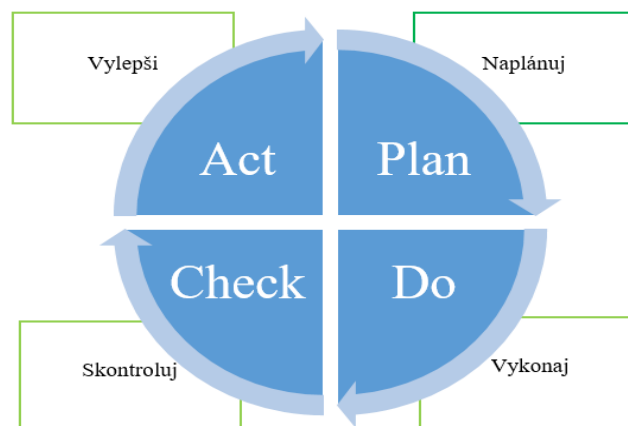 Vylepši
Naplánuj
Act
Plan
Check
Do
Skontroluj
Vykonaj